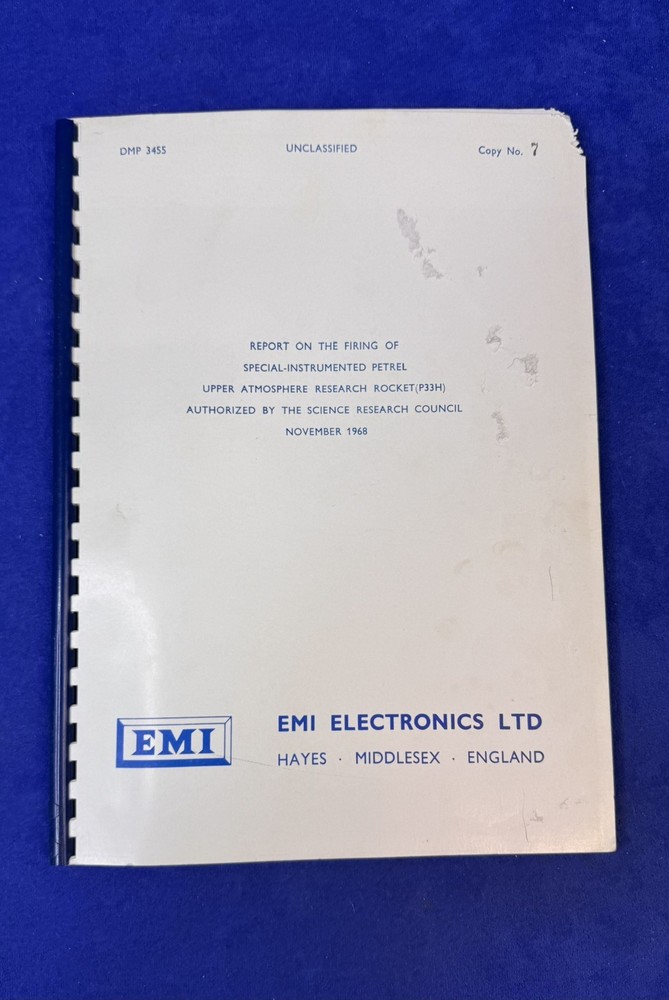 DMP 3455 UNCLASSIFIED Copy No. 7
REPORT ON THE FIRING OF
SPECIAL-INSTRUMENTED PETREL
UPPER ATMOSPHERE RESEARCH ROCKET(P33H)
AUTHORIZED BY THE SCIENCE RESEARCH COUNCIL
NOVEMBER 1968
EMI
EMI ELECTRONICS LTD
HAYES · MIDDLESEX · ENGLAND